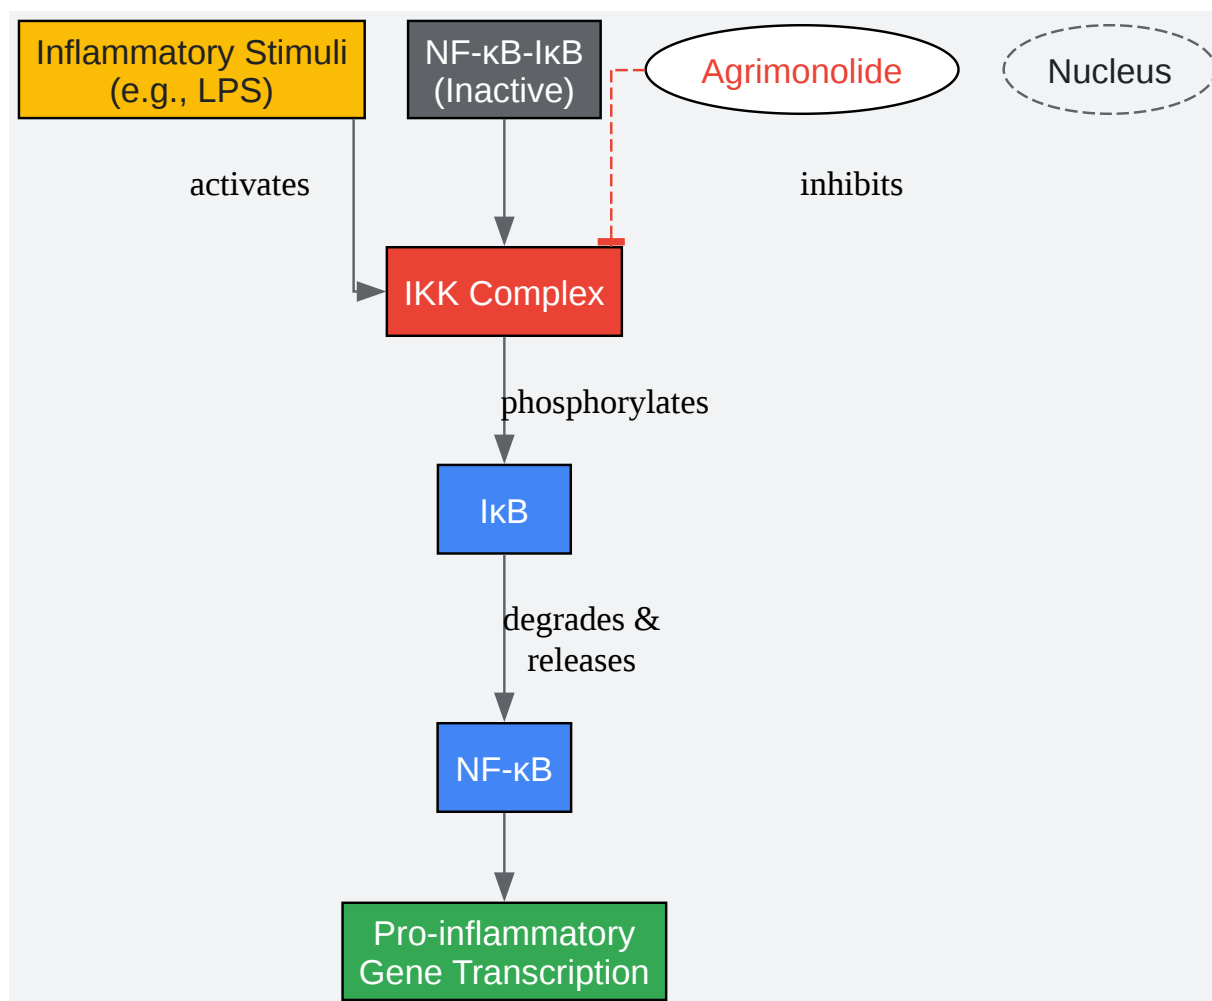 Inflammatory Stimuli
(e.g., LPS)
NF-κB-IκB
(Inactive)
Agrimonolide
Nucleus
activates
inhibits
IKK Complex
phosphorylates
IκB
degrades &
releases
NF-κB
Pro-inflammatory
Gene Transcription